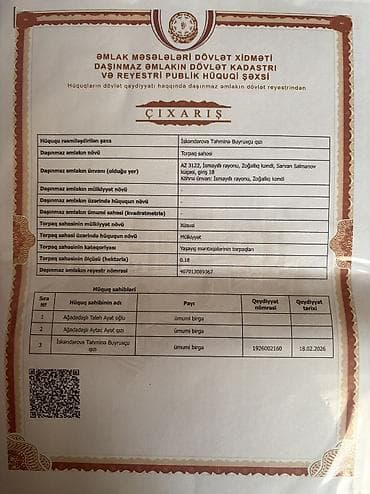 ƏMLAK MƏSƏLƏLƏRİ DÖVLƏT XİDMƏTİ
DAŞINMAZ ƏMLAKIN DÖVLƏT KADASTRI
VƏ REYESTRİ PUBLİK HÜQUQİ ŞƏXSİ
Hüquqların dövlət qeydiyyatı haqqında daşınmaz əmlakın dövlət reyestrindən
ÇIXARIŞ
Hüququ rəsmiləşdirilən şəxs İskəndərova Təhminə Buyruxçu qızı
Daşınmaz əmlakın növü Torpaq sahəsi
Daşınmaz əmlakın ünvanı (olduğu yer) AZ 3122, İsmayıllı rayonu, Zoğallıq kəndi, Sərvan Salmanov
küçəsi, giriş 18
Köhnə ünvan: İsmayıllı rayonu, Zoğallıq kəndi
Daşınmaz əmlakın mülkiyyət növü -
Daşınmaz əmlakın üzərində hüququn növü -
Daşınmaz əmlakın ümumi sahəsi (kvadratmetrlə) -
Torpaq sahəsinin mülkiyyət növü Xüsusi
Torpaq sahəsi üzərində hüququn növü Mülkiyyət
Torpaq sahəsinin kateqoriyası Yaşayış məntəqələrinin torpaqları
Torpaq sahəsinin ölçüsü (hektarla) 0.18
Daşınmaz əmlakın reyestr nömrəsi 407013089367
Hüquq sahibləri
Sıra
№ Hüquq sahibinin adı Payı Qeydiyyat
nömrəsi Qeydiyyat
tarixi
1 Ağadadaşlı Taleh Ayət oğlu ümumi birgə
2 Ağadadaşlı Aytac Ayət qızı ümumi birgə
3 İskəndərova Təhminə Buyruxçu
qızı ümumi birgə 1926002160 18.02.2026